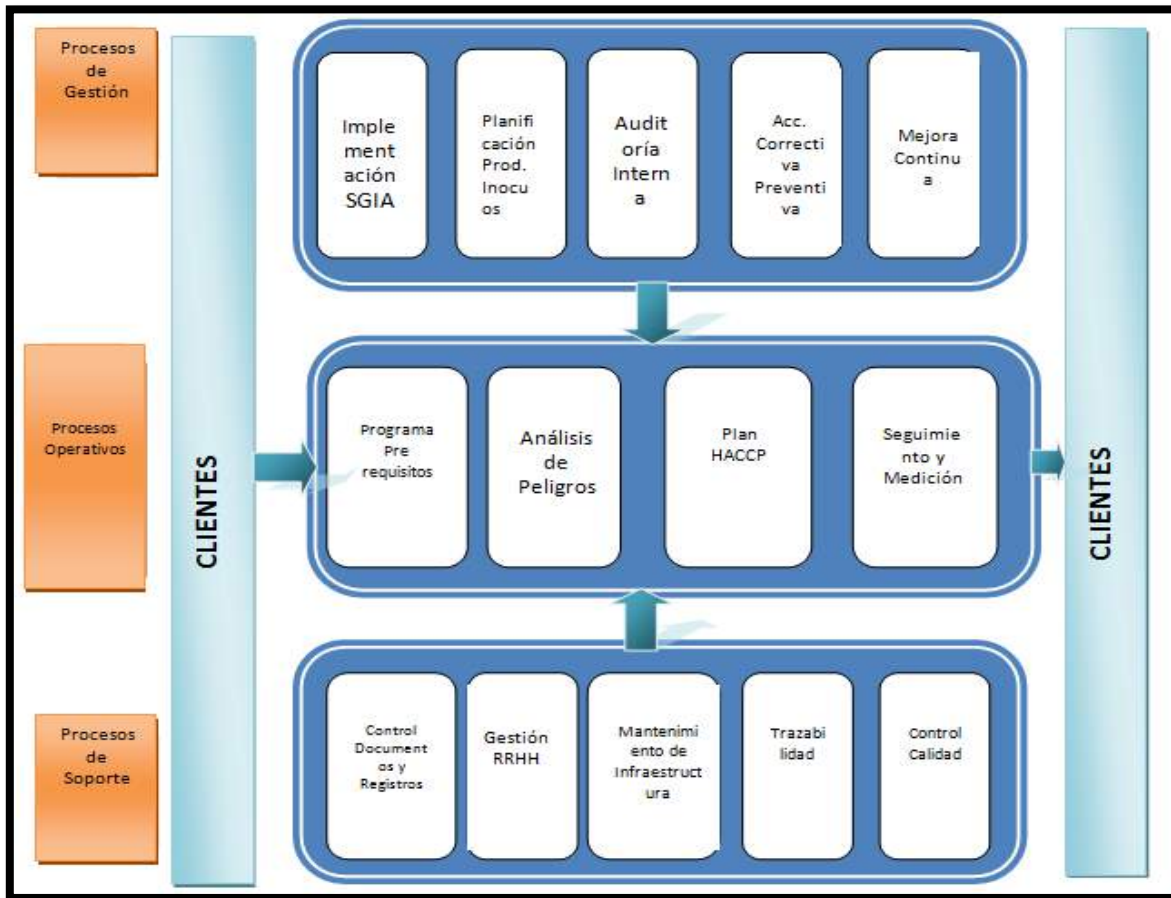 Procesos
de
Gestión
Imple
ment
ación
SGIA
Planifi
cación
Prod.
Inocu
os
Audit
oría
Intern
a
Acc.
Correcti
va
Preventi
va
Mejora
Continu
a
Procesos
Operativos
CLIENTES
Programa
Pre
requisitos
Análisis
de
Peligros
Plan
HACCP
Seguimie
nto y
Medición
CLIENTES
Procesos
de
Soporte
Control
Document
os y
Registros
Gestión
RRHH
Mantenimi
ento de
Infraestruct
ura
Trazabi
lidad
Control
Calidad